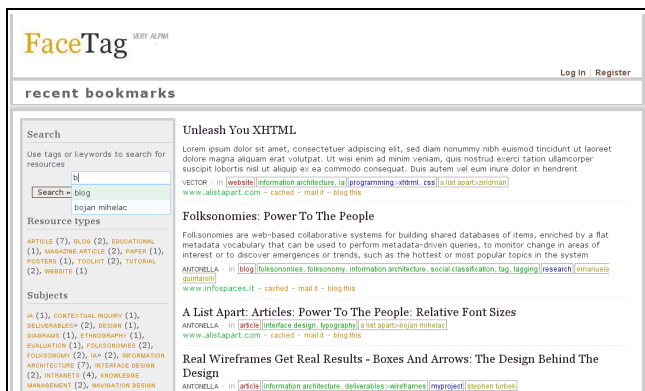 FaceTag VERY ALPHA
Log In | Register
recent bookmarks
Search
Use tags or keywords to search for
resources
b
Search »
blog
bojan mihelac
Resource types
ARTICLE (7), BLOG (2), EDUCATIONAL
(1), MAGAZINE ARTICLE (2), PAPER (1),
POSTERS (1), TOOLKIT (2), TUTORIAL
(2), WEBSITE (1)
Subjects
IA (1), CONTEXTUAL INQUIRY (1),
DELIVERABLES» (2), DESIGN (1),
DIAGRAMS (1), ETHNOGRAPHY (1),
EVALUATION (1), FOLKSONOMIES (2),
FOLKSONOMY (2), IA» (2), INFORMATION
ARCHITECTURE (7), INTERFACE DESIGN
(2), INTRANETS (4), KNOWLEDGE
MANAGEMENT (2), NAVIGATION DESIGN
Unleash You XHTML
Lorem ipsum dolor sit amet, consectetuer adipiscing elit, sed diam nonummy nibh euismod tincidunt ut laoreet
dolore magna aliquam erat volutpat. Ut wisi enim ad minim veniam, quis nostrud exerci tation ullamcorper
suscipit lobortis nisl ut aliquip ex ea commodo consequat. Duis autem vel eum iriure dolor in hendrerit
VECTOR - in website information architecture, ia programming>xhtml, css a list apart>zeldman
www.alistapart.com - cached - mail it - blog this
Folksonomies: Power To The People
Folksonomies are web-based collaborative systems for building shared databases of items, enriched by a flat
metadata vocabulary that can be used to perform metadata-driven queries, to monitor change in areas of
interest or to discover emergences or trends, such as the hottest or most popular topics in the system
ANTONELLA - in blog folksonomies, folksonomy, information architecture, social classification, tag, tagging research emanuele
quintarelli
www.infospaces.it - cached - mail it - blog this
A List Apart: Articles: Power To The People: Relative Font Sizes
ANTONELLA - in article interface design, typography a list apart>bojan mihelac
www.alistapart.com - cached - mail it - blog this
Real Wireframes Get Real Results - Boxes And Arrows: The Design Behind The
Design
ANTONELLA - in article information architecture, deliverables>wireframes myproject stephen turbek